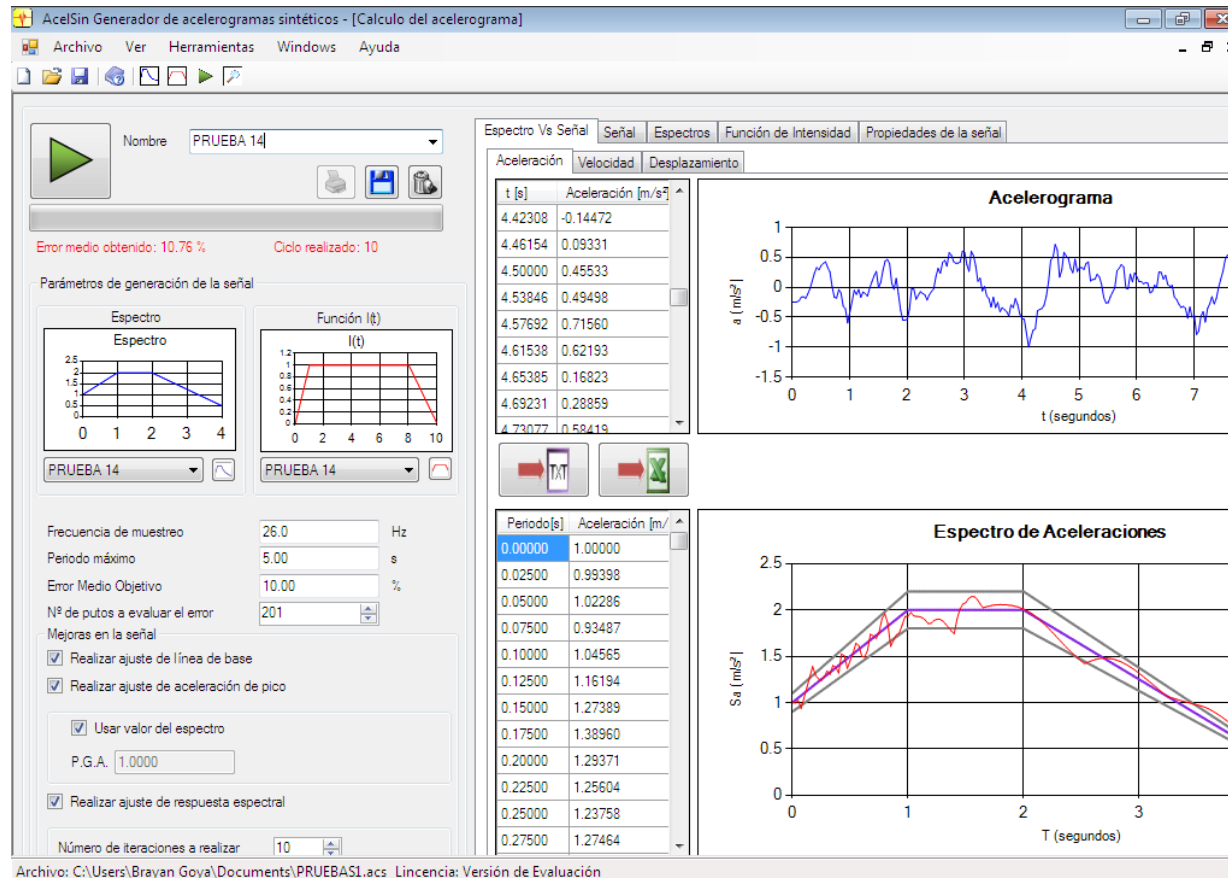 AcelSin Generador de acelerogramas sintéticos - [Calculo del acelerograma]
Archivo Ver Herramientas Windows Ayuda
Nombre PRUEBA 14
Error medio obtenido: 10.76 % Ciclo realizado: 10
Parámetros de generación de la señal
Espectro
Espectro
2.5
2
1.5
1
0.5
0
0 1 2 3 4
PRUEBA 14
Función I(t)
I(t)
1.2
1
0.8
0.6
0.4
0.2
0
0 2 4 6 8 10
PRUEBA 14
Frecuencia de muestreo 26.0 Hz
Periodo máximo 5.00 s
Error Medio Objetivo 10.00 %
Nº de putos a evaluar el error 201
Mejoras en la señal
Realizar ajuste de línea de base
Realizar ajuste de aceleración de pico
Usar valor del espectro
P.G.A. 1.0000
Realizar ajuste de respuesta espectral
Número de iteraciones a realizar 10
Espectro Vs Señal Señal Espectros Función de Intensidad Propiedades de la señal
Aceleración Velocidad Desplazamiento
t [s] Aceleración [m/s²]
4.42308 -0.14472
4.46154 0.09331
4.50000 0.45533
4.53846 0.49498
4.57692 0.71560
4.61538 0.62193
4.65385 0.16823
4.69231 0.28859
4.73077 0.58419
Acelerograma
a (m/s²)
1
0.5
0
-0.5
-1
-1.5
0 1 2 3 4 5 6 7
t (segundos)
TXT
X
Periodo[s] Aceleración [m/
0.00000 1.00000
0.02500 0.99398
0.05000 1.02286
0.07500 0.93487
0.10000 1.04565
0.12500 1.16194
0.15000 1.27389
0.17500 1.38960
0.20000 1.29371
0.22500 1.25604
0.25000 1.23758
0.27500 1.27464
Espectro de Aceleraciones
Sa (m/s²)
2.5
2
1.5
1
0.5
0
0 1 2 3
T (segundos)
Archivo: C:\Users\Brayan Goya\Documents\PRUEBAS1.acs Lincencia: Versión de Evaluación